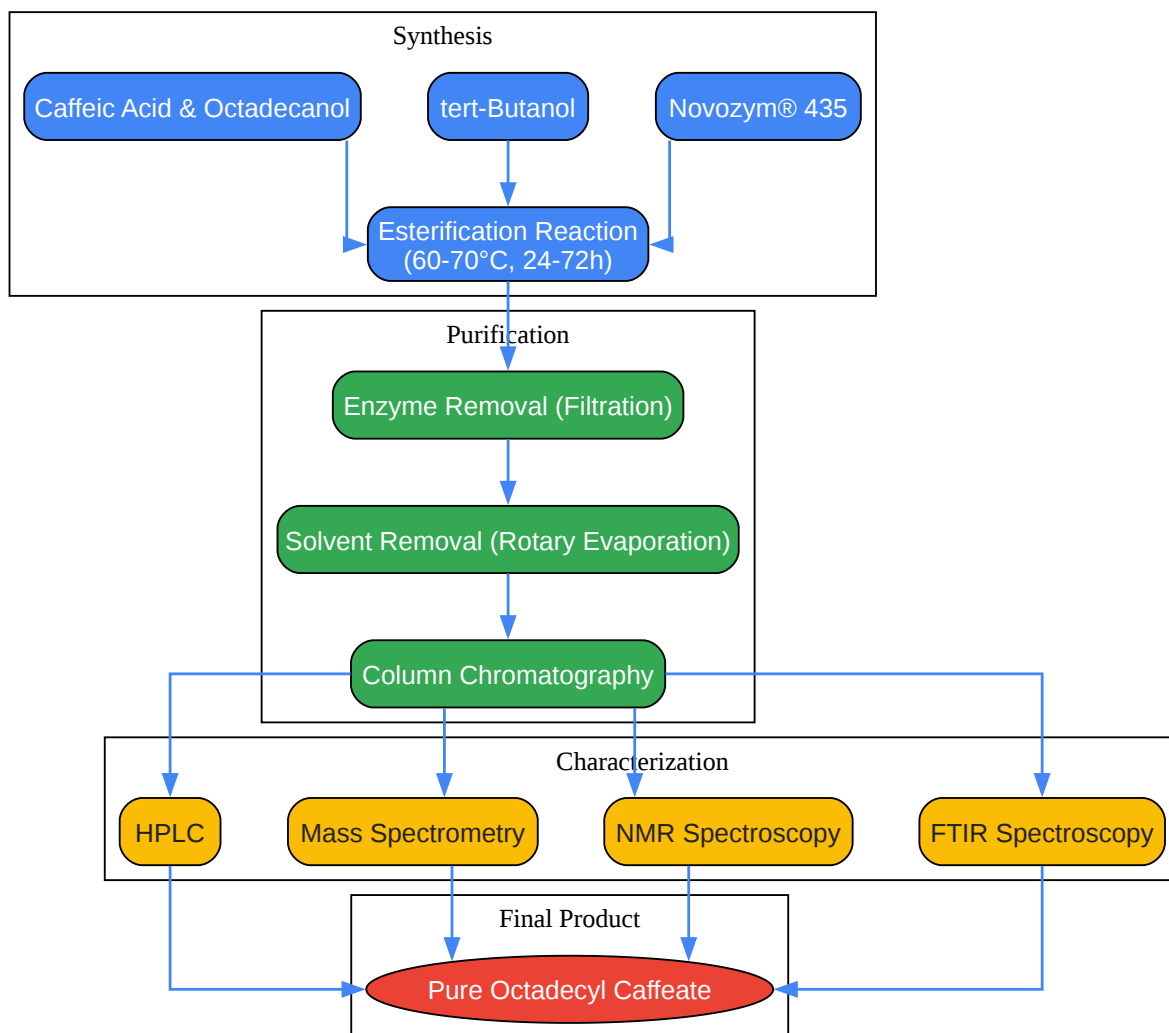 Synthesis
Caffeic Acid & Octadecanol
tert-Butanol
Novozym® 435
Esterification Reaction
(60-70°C, 24-72h)
Purification
Enzyme Removal (Filtration)
Solvent Removal (Rotary Evaporation)
Column Chromatography
Characterization
HPLC
Mass Spectrometry
NMR Spectroscopy
FTIR Spectroscopy
Final Product
Pure Octadecyl Caffeate